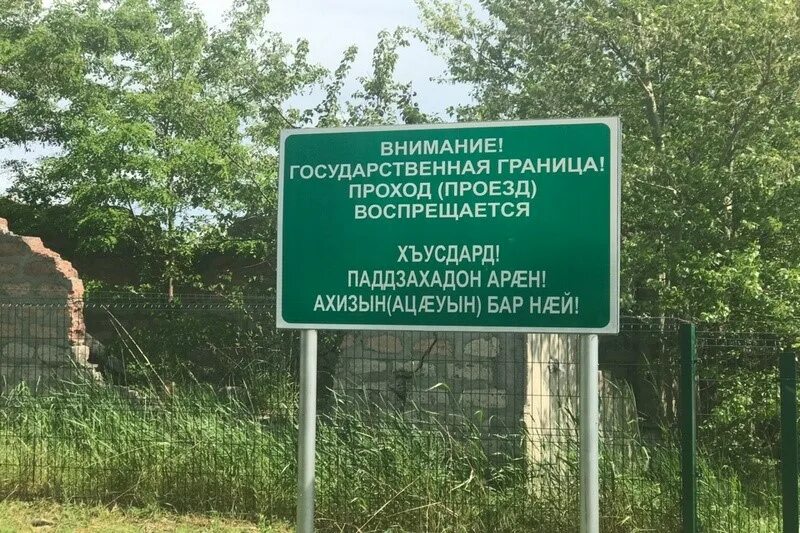 ВНИМАНИЕ!
ГОСУДАРСТВЕННАЯ ГРАНИЦА!
ПРОХОД (ПРОЕЗД)
ВОСПРЕЩАЕТСЯ
ХЪУСДАРД!
ПАДДЗАХАДОН АРÆН!
АХИЗЫН(АЦÆУЫН) БАР НÆЙ!